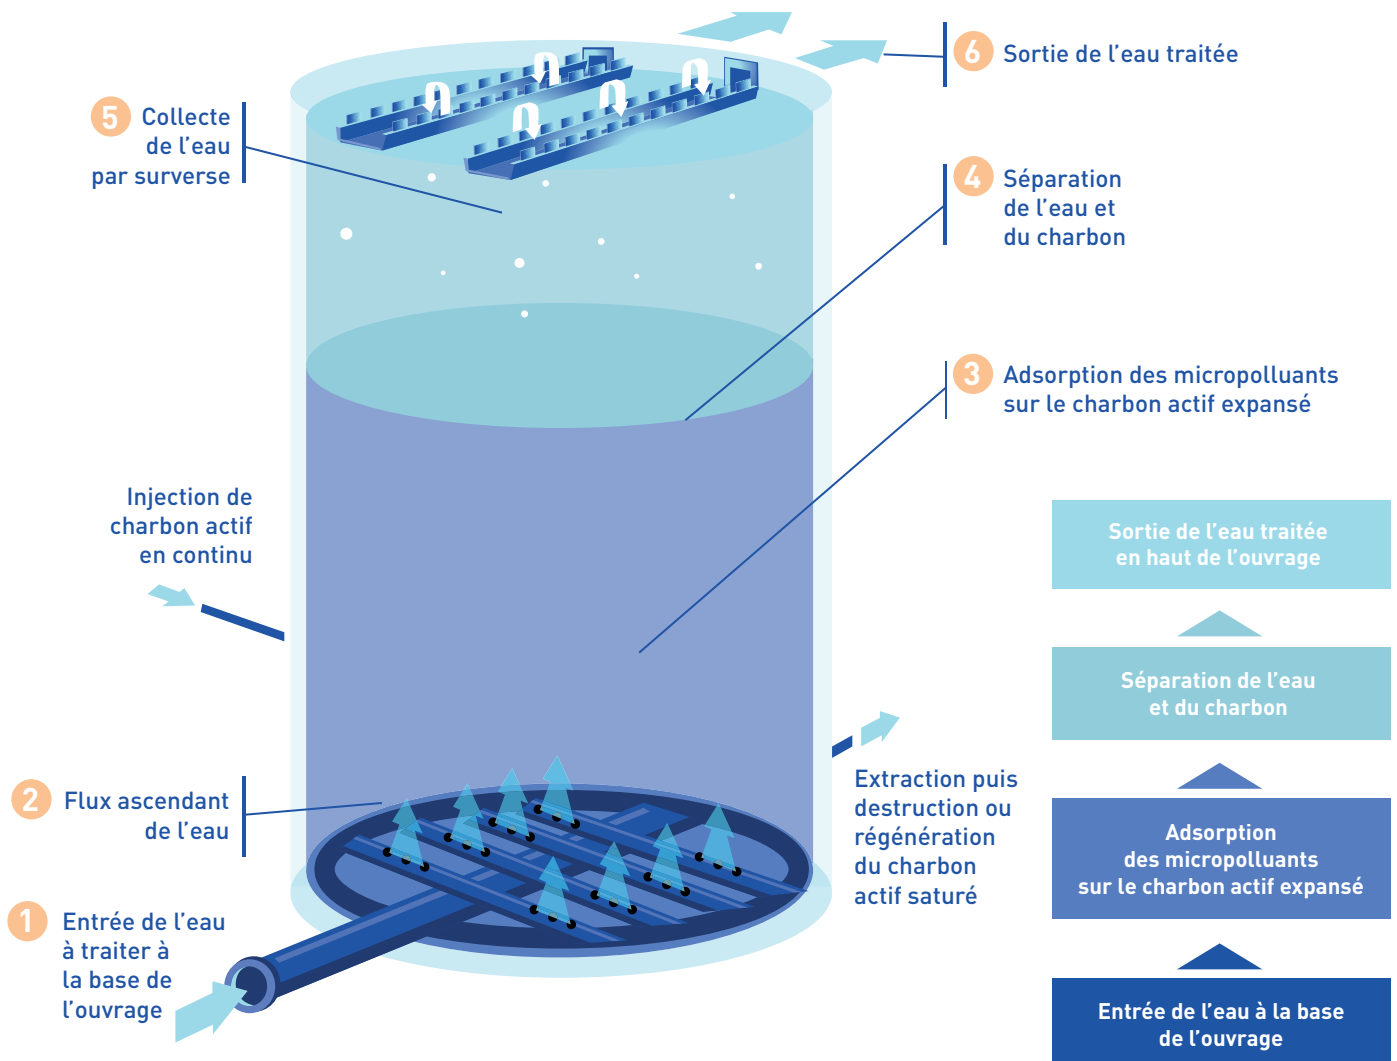 6 Sortie de l’eau traitée
5 Collecte
de l’eau
par surverse
4 Séparation
de l’eau et
du charbon
3 Adsorption des micropolluants
sur le charbon actif expansé
Injection de
charbon actif
en continu
2 Flux ascendant
de l’eau
Extraction puis
destruction ou
régénération
du charbon
actif saturé
1 Entrée de l’eau
à traiter à
la base de
l’ouvrage
Sortie de l’eau traitée
en haut de l’ouvrage
Séparation de l’eau
et du charbon
Adsorption
des micropolluants
sur le charbon actif expansé
Entrée de l’eau à la base
de l’ouvrage